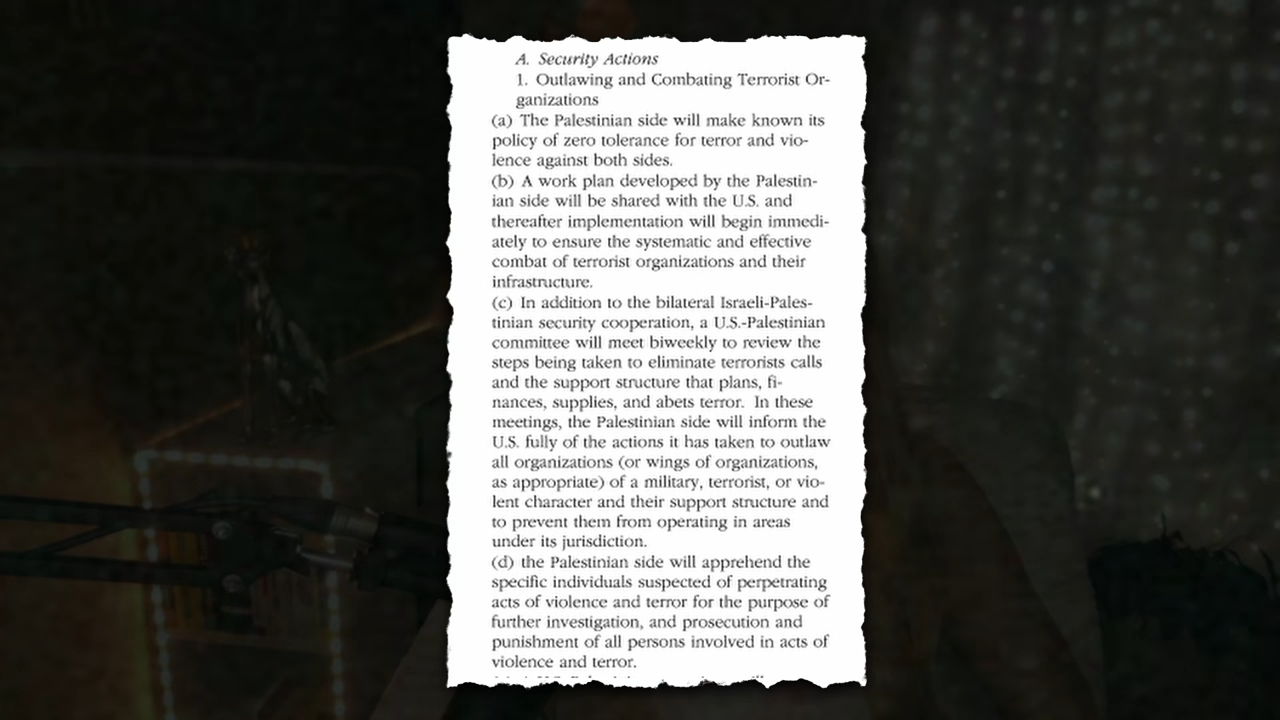 A. Security Actions
1. Outlawing and Combating Terrorist Or-
ganizations
(a) The Palestinian side will make known its
policy of zero tolerance for terror and vio-
lence against both sides.
(b) A work plan developed by the Palestin-
ian side will be shared with the U.S. and
thereafter implementation will begin immedi-
ately to ensure the systematic and effective
combat of terrorist organizations and their
infrastructure.
(c) In addition to the bilateral Israeli-Pales-
tinian security cooperation, a U.S.-Palestinian
committee will meet biweekly to review the
steps being taken to eliminate terrorists calls
and the support structure that plans, fi-
nances, supplies, and abets terror. In these
meetings, the Palestinian side will inform the
U.S. fully of the actions it has taken to outlaw
all organizations (or wings of organizations,
as appropriate) of a military, terrorist, or vio-
lent character and their support structure and
to prevent them from operating in areas
under its jurisdiction.
(d) the Palestinian side will apprehend the
specific individuals suspected of perpetrating
acts of violence and terror for the purpose of
further investigation, and prosecution and
punishment of all persons involved in acts of
violence and terror.